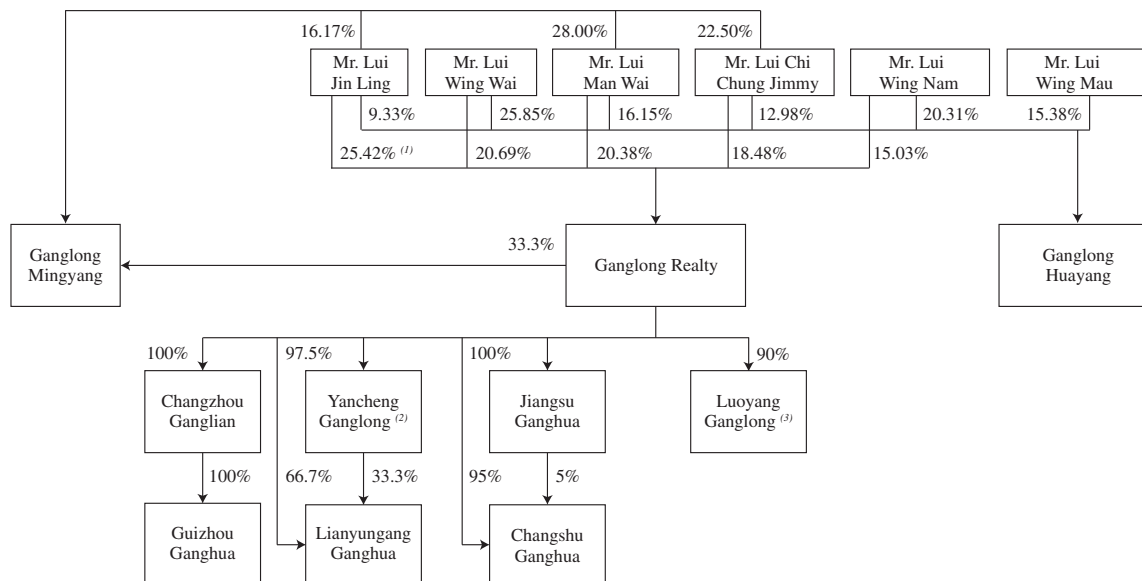 16.17%
28.00%
22.50%
Mr. Lui
Jin Ling
Mr. Lui
Wing Wai
Mr. Lui
Man Wai
Mr. Lui Chi
Chung Jimmy
Mr. Lui
Wing Nam
Mr. Lui
Wing Mau
9.33%
25.85%
16.15%
12.98%
20.31%
15.38%
25.42% (1)
20.69%
20.38%
18.48%
15.03%
Ganglong
Mingyang
33.3%
Ganglong Realty
Ganglong
Huayang
100%
97.5%
100%
90%
Changzhou
Ganglian
Yancheng
Ganglong (2)
Jiangsu
Ganghua
Luoyang
Ganglong (3)
100%
66.7%
33.3%
95%
5%
Guizhou
Ganghua
Lianyungang
Ganghua
Changshu
Ganghua